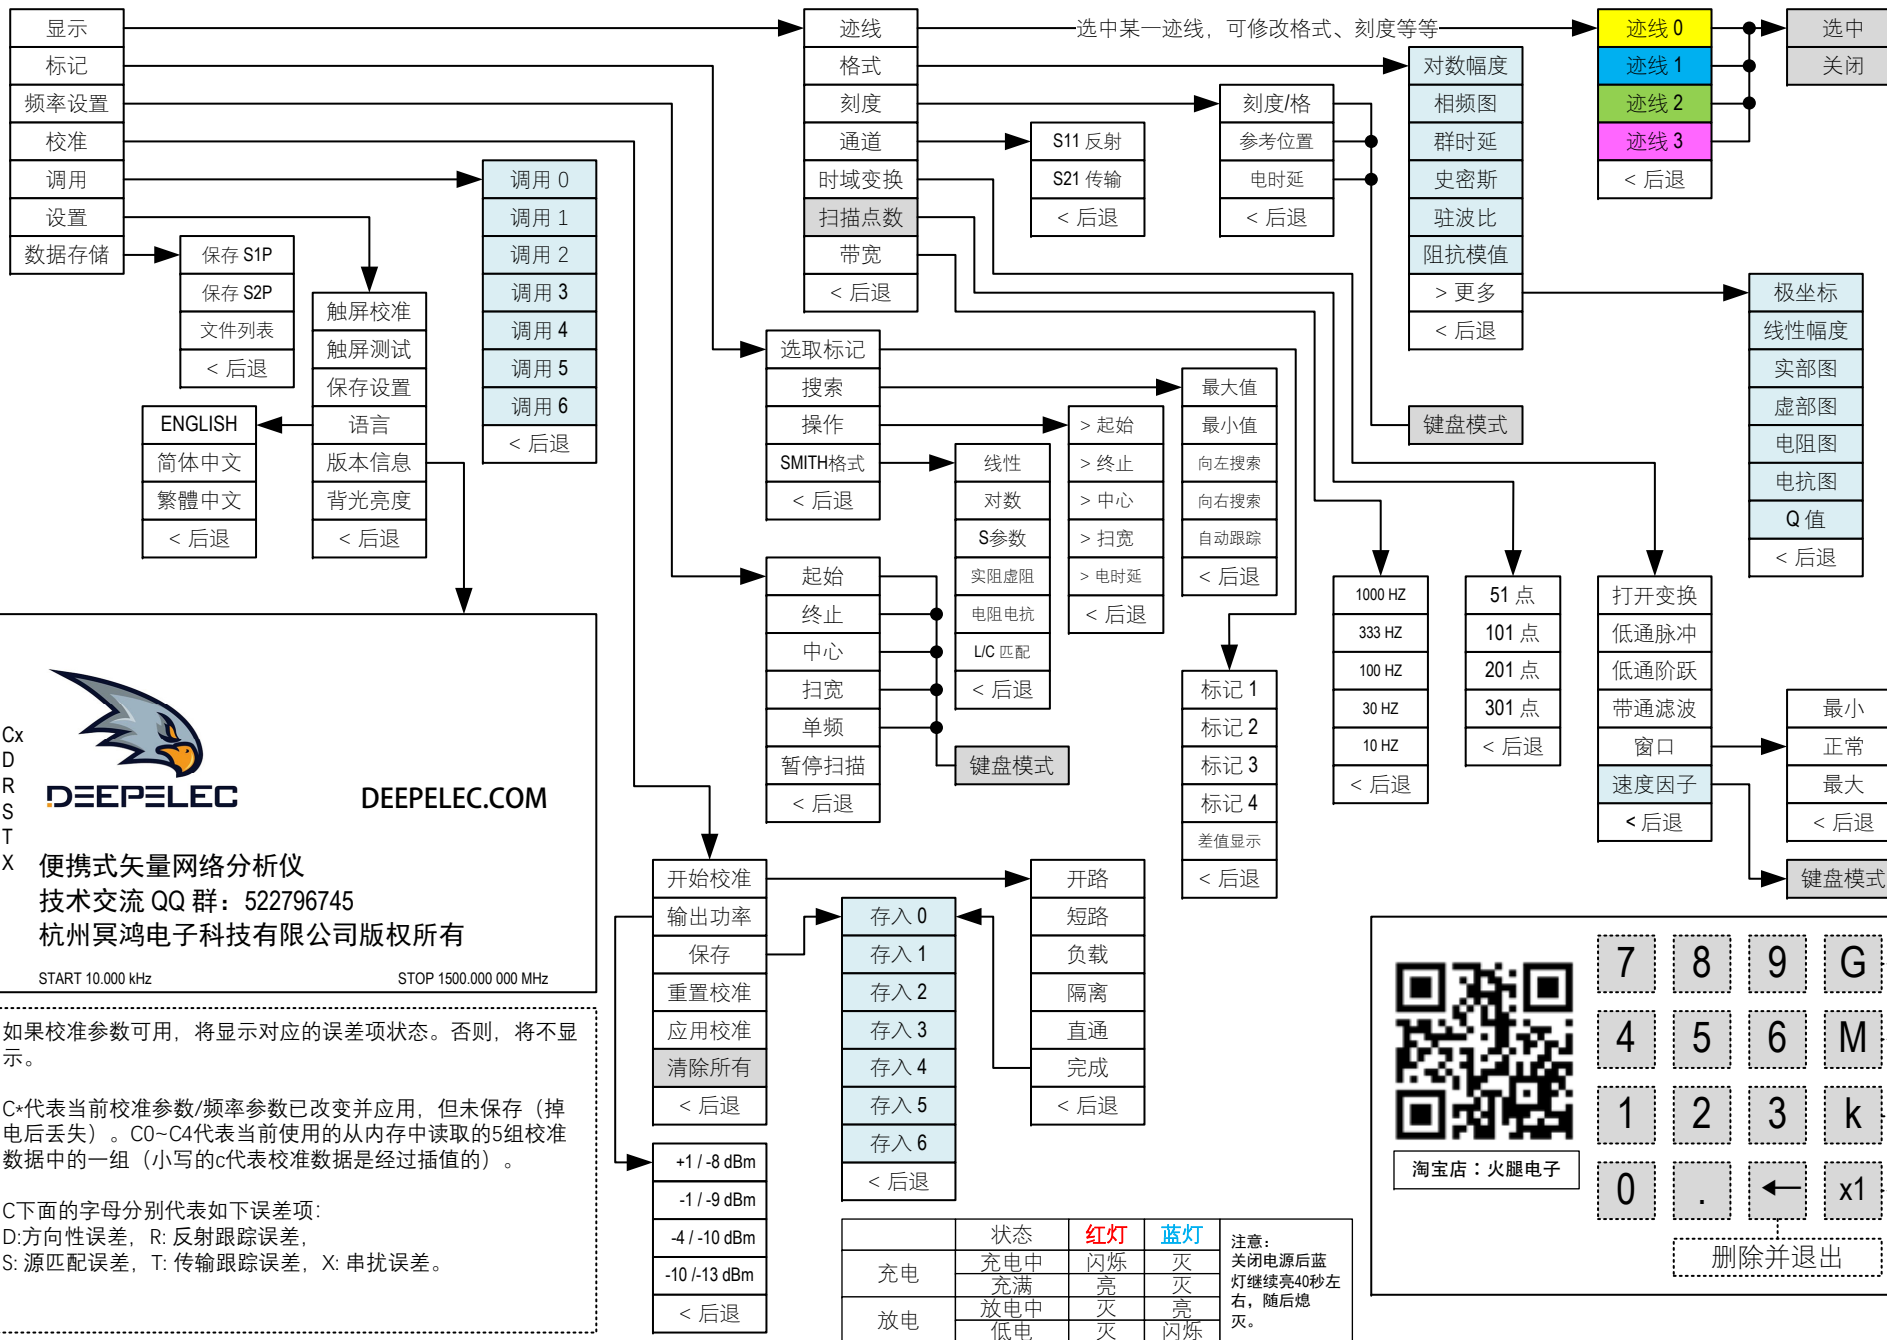 显示
标记
频率设置
校准
调用
设置
数据存储
迹线
格式
刻度
通道
时域变换
扫描点数
带宽
< 后退
选中某一迹线，可修改格式、刻度等等
迹线 0
迹线 1
迹线 2
迹线 3
< 后退
选中
关闭
对数幅度
相频图
群时延
史密斯
驻波比
阻抗模值
> 更多
< 后退
刻度/格
参考位置
电时延
< 后退
S11 反射
S21 传输
< 后退
调用 0
调用 1
调用 2
调用 3
调用 4
调用 5
调用 6
< 后退
保存 S1P
保存 S2P
文件列表
< 后退
触屏校准
触屏测试
保存设置
语言
版本信息
背光亮度
< 后退
ENGLISH
简体中文
繁體中文
< 后退
极坐标
线性幅度
实部图
虚部图
电阻图
电抗图
Q 值
< 后退
键盘模式
选取标记
搜索
操作
SMITH格式
< 后退
最大值
最小值
向左搜索
向右搜索
自动跟踪
< 后退
> 起始
> 终止
> 中心
> 扫宽
> 电时延
< 后退
线性
对数
S参数
实阻虚阻
电阻电抗
L/C 匹配
< 后退
起始
终止
中心
扫宽
单频
暂停扫描
< 后退
键盘模式
标记 1
标记 2
标记 3
标记 4
差值显示
< 后退
1000 HZ
333 HZ
100 HZ
30 HZ
10 HZ
< 后退
51 点
101 点
201 点
301 点
< 后退
打开变换
低通脉冲
低通阶跃
带通滤波
窗口
速度因子
< 后退
最小
正常
最大
< 后退
键盘模式
Cx
D
R
S
T
X
DEEPELEC
DEEPELEC.COM
便携式矢量网络分析仪
技术交流 QQ 群：522796745
杭州冥鸿电子科技有限公司版权所有
START 10.000 kHz
STOP 1500.000 000 MHz
如果校准参数可用，将显示对应的误差项状态。否则，将不显
示。
C*代表当前校准参数/频率参数已改变并应用，但未保存（掉
电后丢失）。C0~C4代表当前使用的从内存中读取的5组校准
数据中的一组（小写的c代表校准数据是经过插值的）。
C下面的字母分别代表如下误差项：
D:方向性误差，R: 反射跟踪误差，
S: 源匹配误差，T: 传输跟踪误差，X: 串扰误差。
开始校准
输出功率
保存
重置校准
应用校准
清除所有
< 后退
存入 0
存入 1
存入 2
存入 3
存入 4
存入 5
存入 6
< 后退
开路
短路
负载
隔离
直通
完成
< 后退
+1 / -8 dBm
-1 / -9 dBm
-4 / -10 dBm
-10 /-13 dBm
< 后退
状态 红灯 蓝灯
充电 充电中 闪烁 灭
充满 亮 灭
放电 放电中 灭 亮
低电 灭 闪烁
注意：
关闭电源后蓝
灯继续亮40秒左
右，随后熄
灭。
淘宝店：火腿电子
7 8 9 G
4 5 6 M
1 2 3 k
0 . ← x1
删除并退出